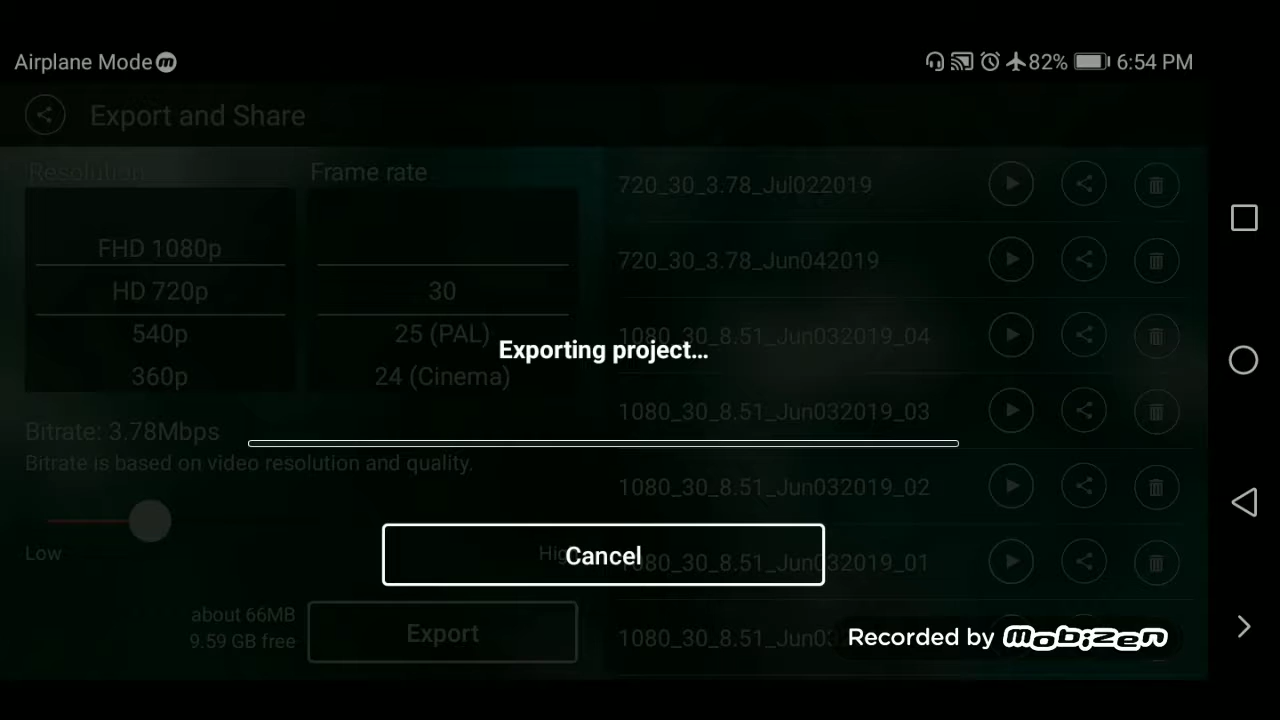 Airplane Mode m
82% 6:54 PM
Export and Share
Resolution
Frame rate
FHD 1080p
HD 720p
540p
360p
30
25 (PAL)
24 (Cinema)
Bitrate: 3.78Mbps
Bitrate is based on video resolution and quality.
Low
about 66MB
9.59 GB free
Export
720_30_3.78_Jul022019
720_30_3.78_Jun042019
1080_30_8.51_Jun032019_04
1080_30_8.51_Jun032019_03
1080_30_8.51_Jun032019_02
1080_30_8.51_Jun032019_01
Exporting project...
Cancel
Recorded by mobizen